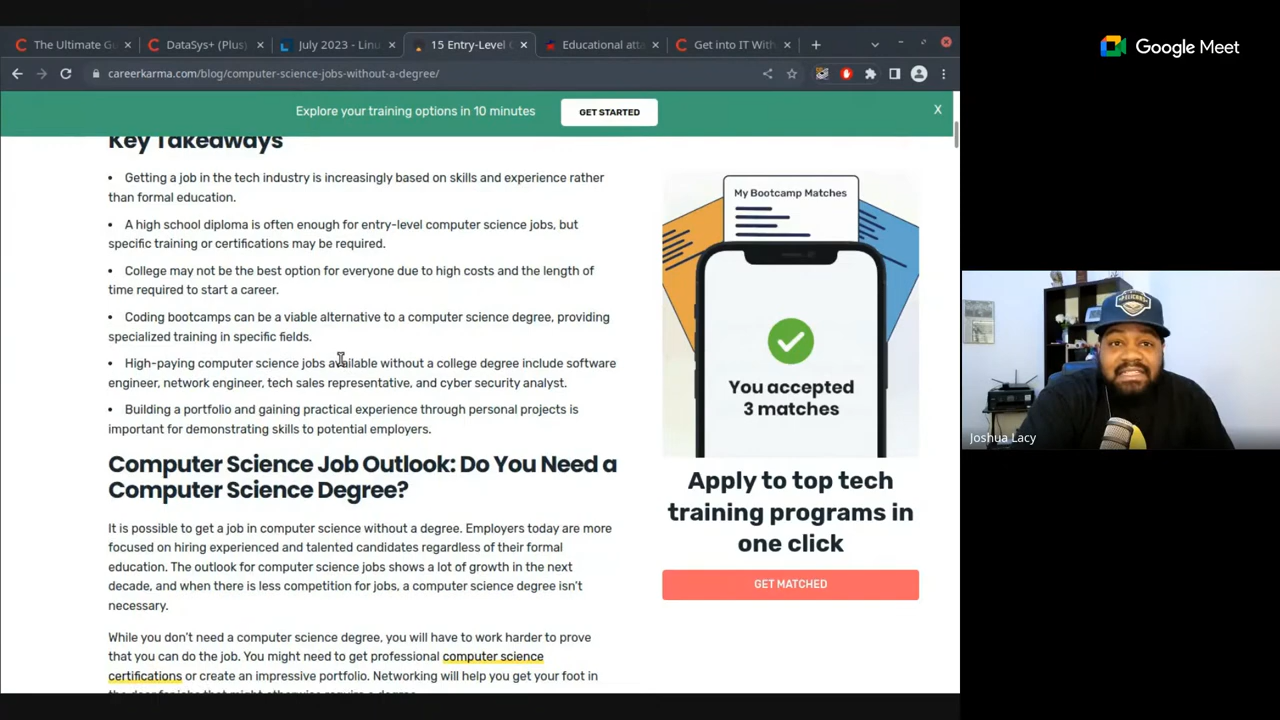 The Ultimate G
DataSys+ (Plus)
July 2023 - Linu
15 Entry-Level
Educational atta
Get into IT With
careerkarma.com/blog/computer-science-jobs-without-a-degree/
Explore your training options in 10 minutes
GET STARTED
X
Key Takeaways
• Getting a job in the tech industry is increasingly based on skills and experience rather
than formal education.
• A high school diploma is often enough for entry-level computer science jobs, but
specific training or certifications may be required.
• College may not be the best option for everyone due to high costs and the length of
time required to start a career.
• Coding bootcamps can be a viable alternative to a computer science degree, providing
specialized training in specific fields.
• High-paying computer science jobs available without a college degree include software
engineer, network engineer, tech sales representative, and cyber security analyst.
• Building a portfolio and gaining practical experience through personal projects is
important for demonstrating skills to potential employers.
Computer Science Job Outlook: Do You Need a
Computer Science Degree?
It is possible to get a job in computer science without a degree. Employers today are more
focused on hiring experienced and talented candidates regardless of their formal
education. The outlook for computer science jobs shows a lot of growth in the next
decade, and when there is less competition for jobs, a computer science degree isn't
necessary.
While you don't need a computer science degree, you will have to work harder to prove
that you can do the job. You might need to get professional computer science
certifications or create an impressive portfolio. Networking will help you get your foot in
the door for jobs that might otherwise require a degree.
My Bootcamp Matches
You accepted
3 matches
Apply to top tech
training programs in
one click
GET MATCHED
Google Meet
PELICANS
Joshua Lacy